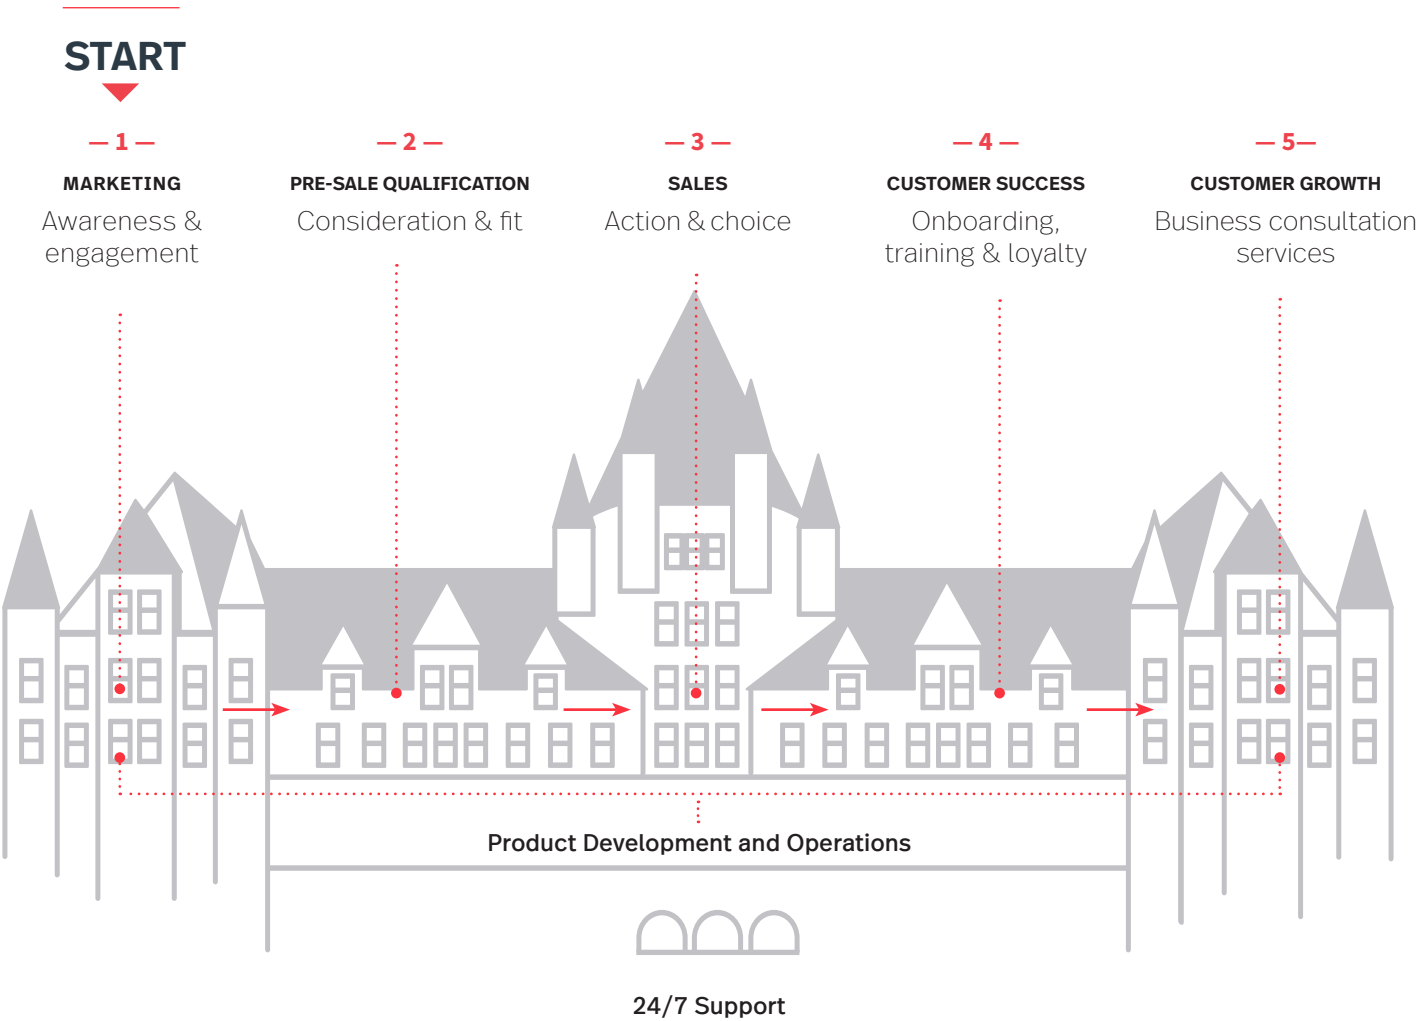 START
— 1 —
MARKETING
Awareness &
engagement
— 2 —
PRE-SALE QUALIFICATION
Consideration & fit
— 3 —
SALES
Action & choice
— 4 —
CUSTOMER SUCCESS
Onboarding,
training & loyalty
— 5—
CUSTOMER GROWTH
Business consultation
services
Product Development and Operations
24/7 Support